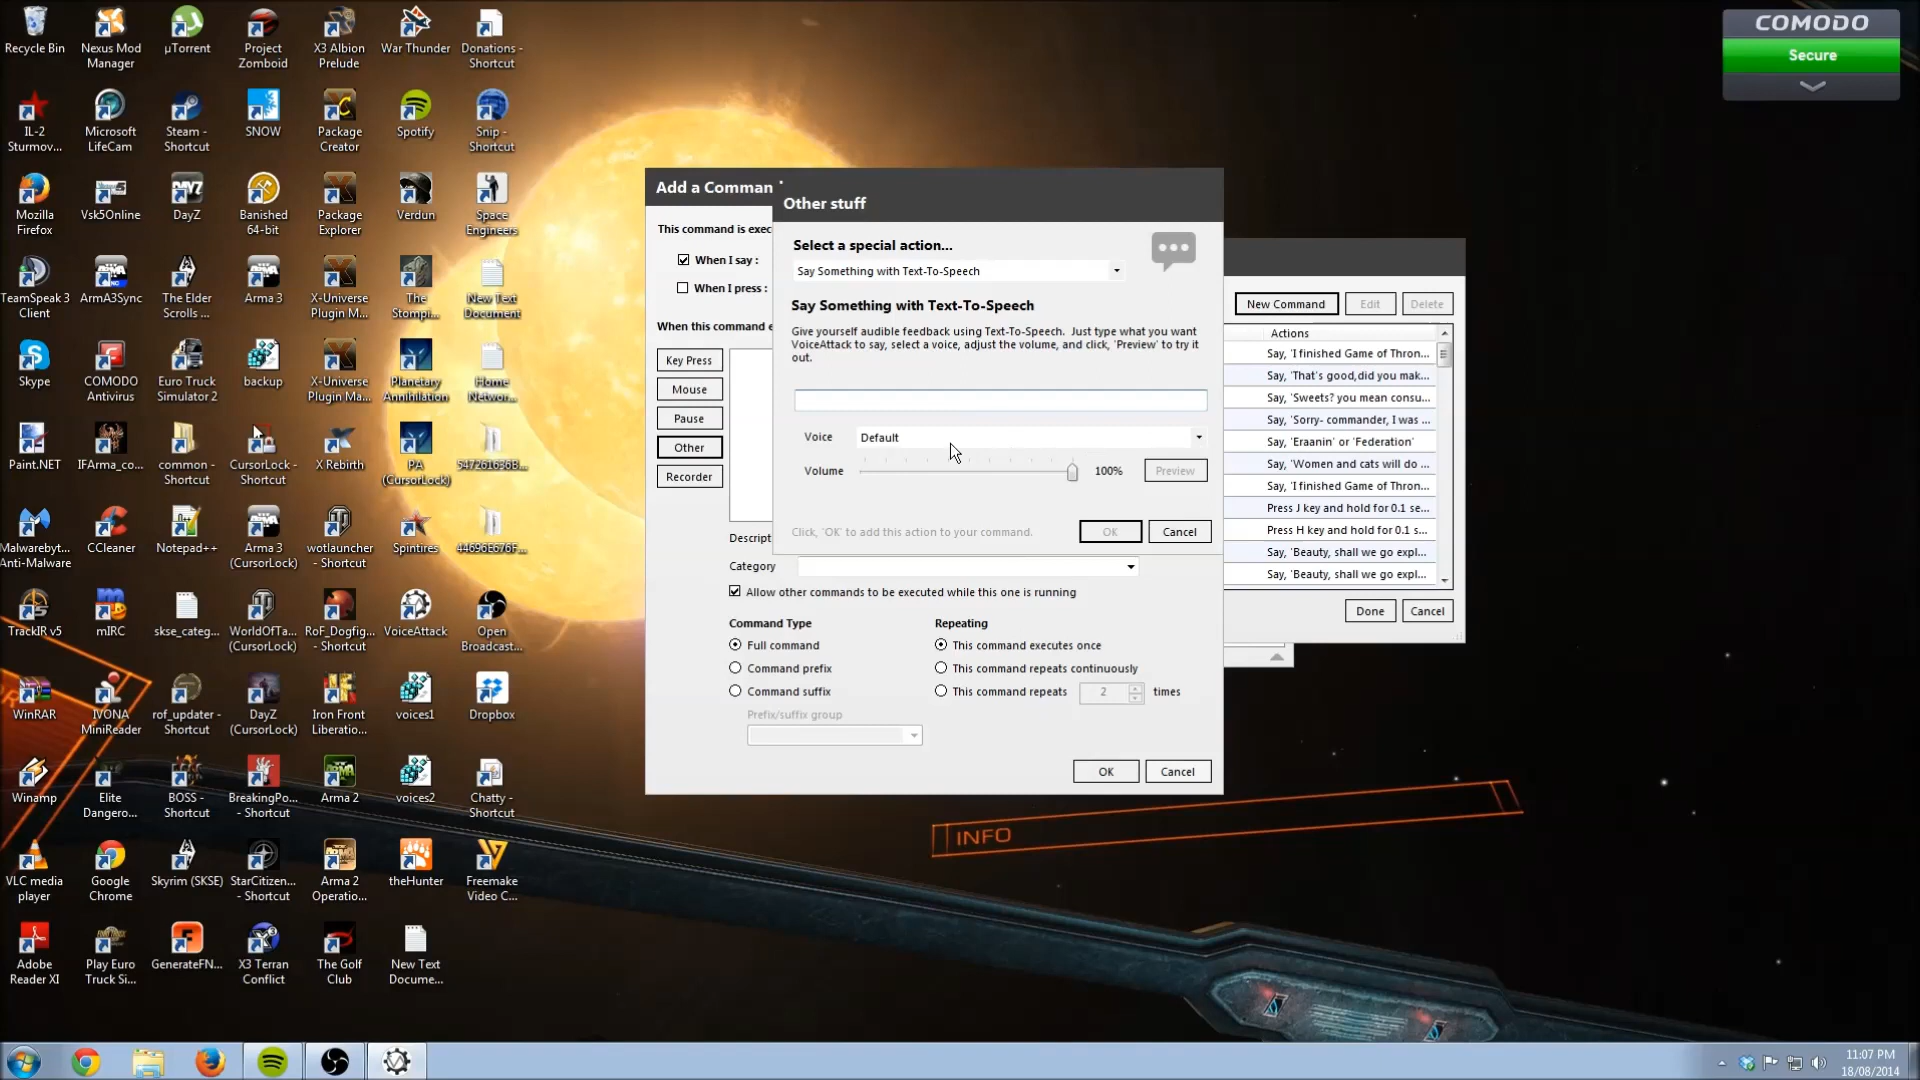 Recycle Bin
Nexus Mod
Manager
µTorrent
Project
Zomboid
X3 Albion
Prelude
War Thunder
Donations -
Shortcut
IL-2
Sturmov...
Microsoft
LifeCam
Steam -
Shortcut
SNOW
Package
Creator
Spotify
Snip -
Shortcut
Mozilla
Firefox
Vsk5Online
DayZ
Banished
64-bit
Package
Explorer
Verdun
Space
Engineers
TeamSpeak 3
Client
ArmA3Sync
The Elder
Scrolls ...
Arma 3
X-Universe
Plugin M...
The
Stompi...
New Text
Document
Skype
COMODO
Antivirus
Euro Truck
Simulator 2
backup
X-Universe
Plugin Ma...
Planetary
Annihilation
Home
Networ...
Paint.NET
IFArma_co...
common -
Shortcut
CursorLock -
Shortcut
X Rebirth
PA
(CursorLock)
Malwarebyt...
Anti-Malware
CCleaner
Notepad++
Arma 3
(CursorLock)
wotlauncher
- Shortcut
Spintires
44696E676F...
TrackIR v5
mIRC
skse_categ...
WorldOfTa...
(CursorLock)
RoF_Dogfig...
- Shortcut
VoiceAttack
Open
Broadcast...
WinRAR
IVONA
MiniReader
rof_updater -
Shortcut
DayZ
(CursorLock)
Iron Front
Liberatio...
voices1
Dropbox
Winamp
Elite
Dangero...
BOSS -
Shortcut
BreakingPo...
- Shortcut
Arma 2
voices2
Chatty -
Shortcut
VLC media
player
Google
Chrome
Skyrim (SKSE)
StarCitizen...
- Shortcut
Arma 2
Operatio...
theHunter
Freemake
Video C...
Adobe
Reader XI
Play Euro
Truck Si...
GenerateFN...
X3 Terran
Conflict
The Golf
Club
New Text
Docume...
COMODO
Secure
Add a Comman
This command is exec
When I say :
When I press :
When this command e
Key Press
Mouse
Pause
Other
Recorder
Other stuff
Select a special action...
Say Something with Text-To-Speech
Say Something with Text-To-Speech
Give yourself audible feedback using Text-To-Speech. Just type what you want
VoiceAttack to say, select a voice, adjust the volume, and click, 'Preview' to try it
out.
Voice
Default
Volume
100%
Preview
Click, 'OK' to add this action to your command.
OK
Cancel
Descript
Category
Allow other commands to be executed while this one is running
Command Type
Full command
Command prefix
Command suffix
Prefix/suffix group
Repeating
This command executes once
This command repeats continuously
This command repeats 2 times
OK
Cancel
New Command
Edit
Delete
Actions
Say, 'I finished Game of Thron...
Say, 'That's good,did you mak...
Say, 'Sweets? you mean consu...
Say, 'Sorry- commander, I was ...
Say, 'Eraanin' or 'Federation'
Say, 'Women and cats will do ...
Say, 'I finished Game of Thron...
Press J key and hold for 0.1 se...
Press H key and hold for 0.1 s...
Say, 'Beauty, shall we go expl...
Say, 'Beauty, shall we go expl...
Done
Cancel
INFO
11:07 PM
18/08/2014